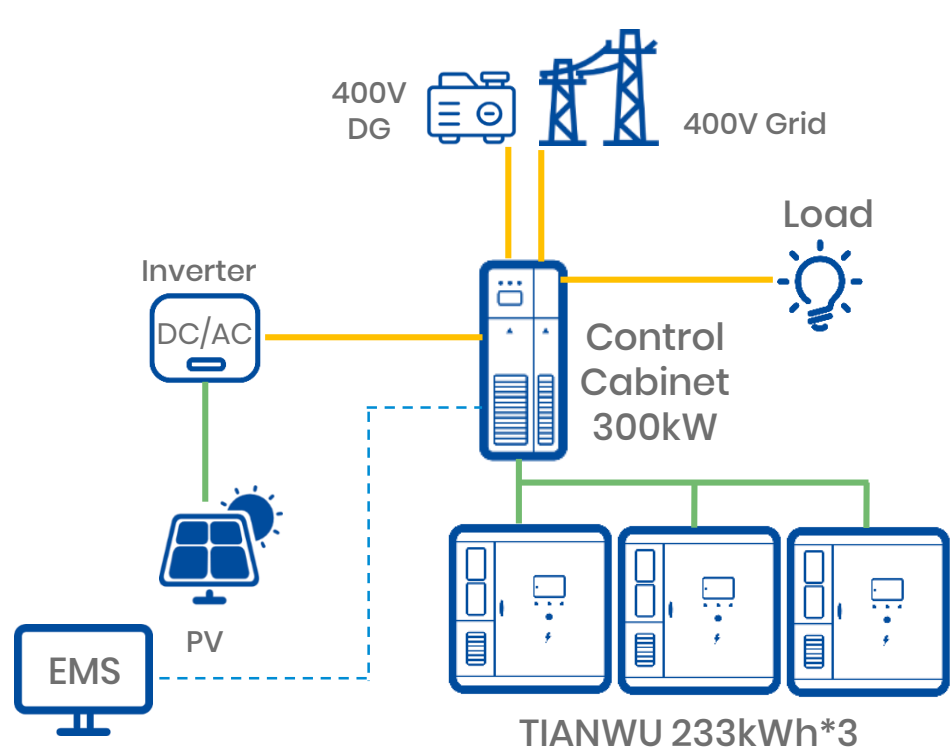 400V
DG
400V Grid
Load
Inverter
DC/AC
Control
Cabinet
300kW
PV
EMS
TIANWU 233kWh*3